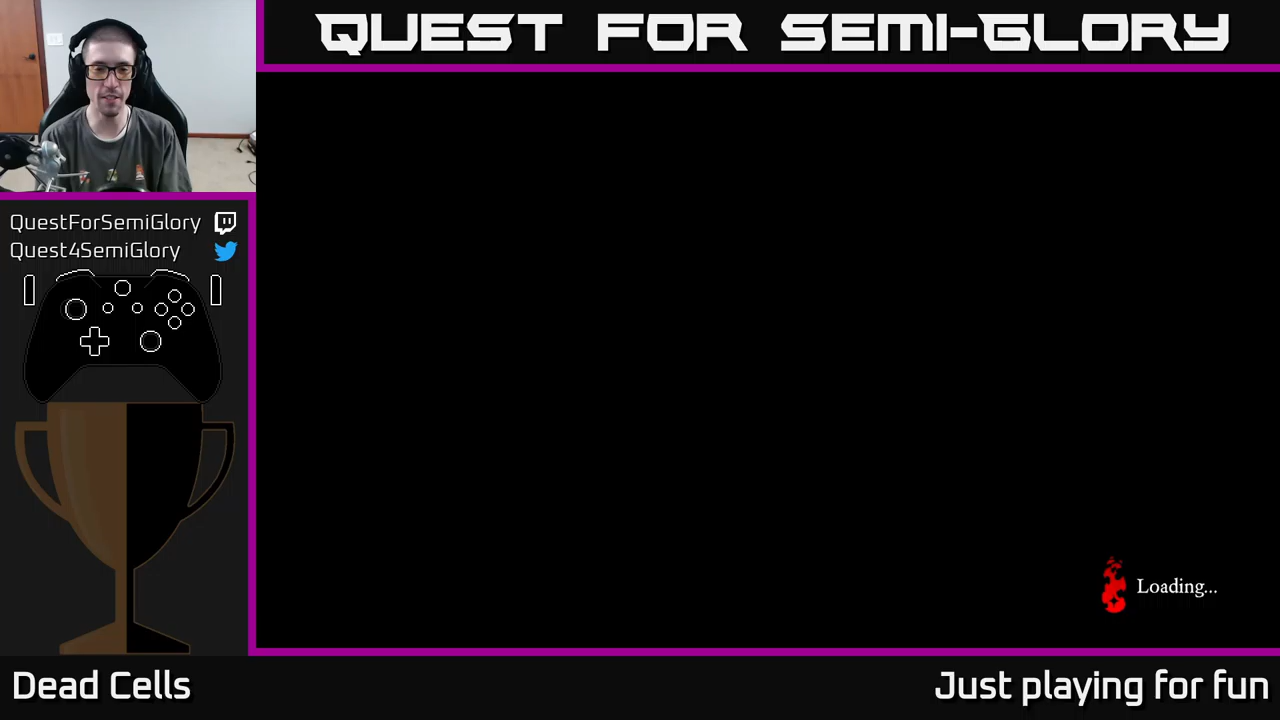 QUEST FOR SEMI-GLORY
QuestForSemiGlory
Quest4SemiGlory
Loading...
Dead Cells
Just playing for fun